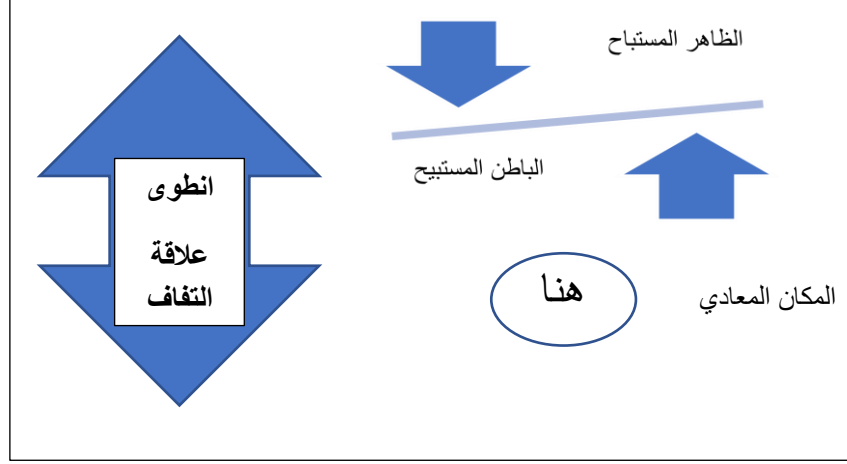 الظاهر المستباح
الباطن المستبيح
انطوى
علاقة
التفاف
هنا
المكان المعادي